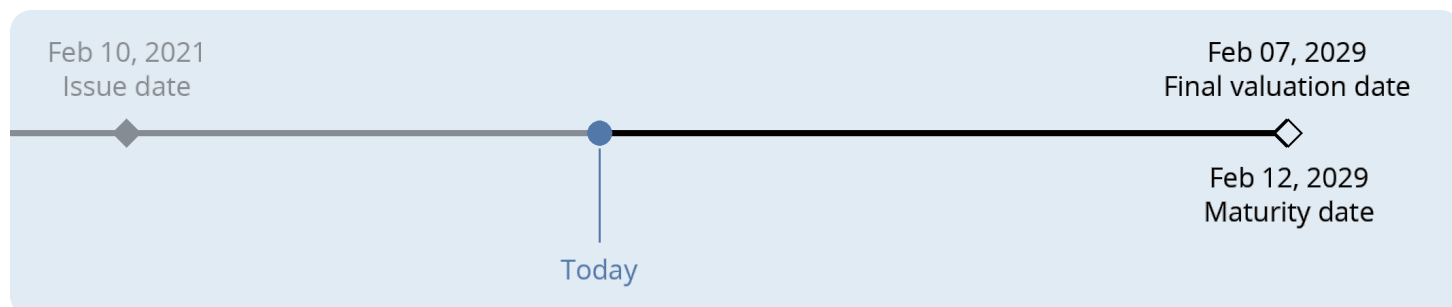 Feb 10, 2021
Issue date
Feb 07, 2029
Final valuation date
Feb 12, 2029
Maturity date
Today